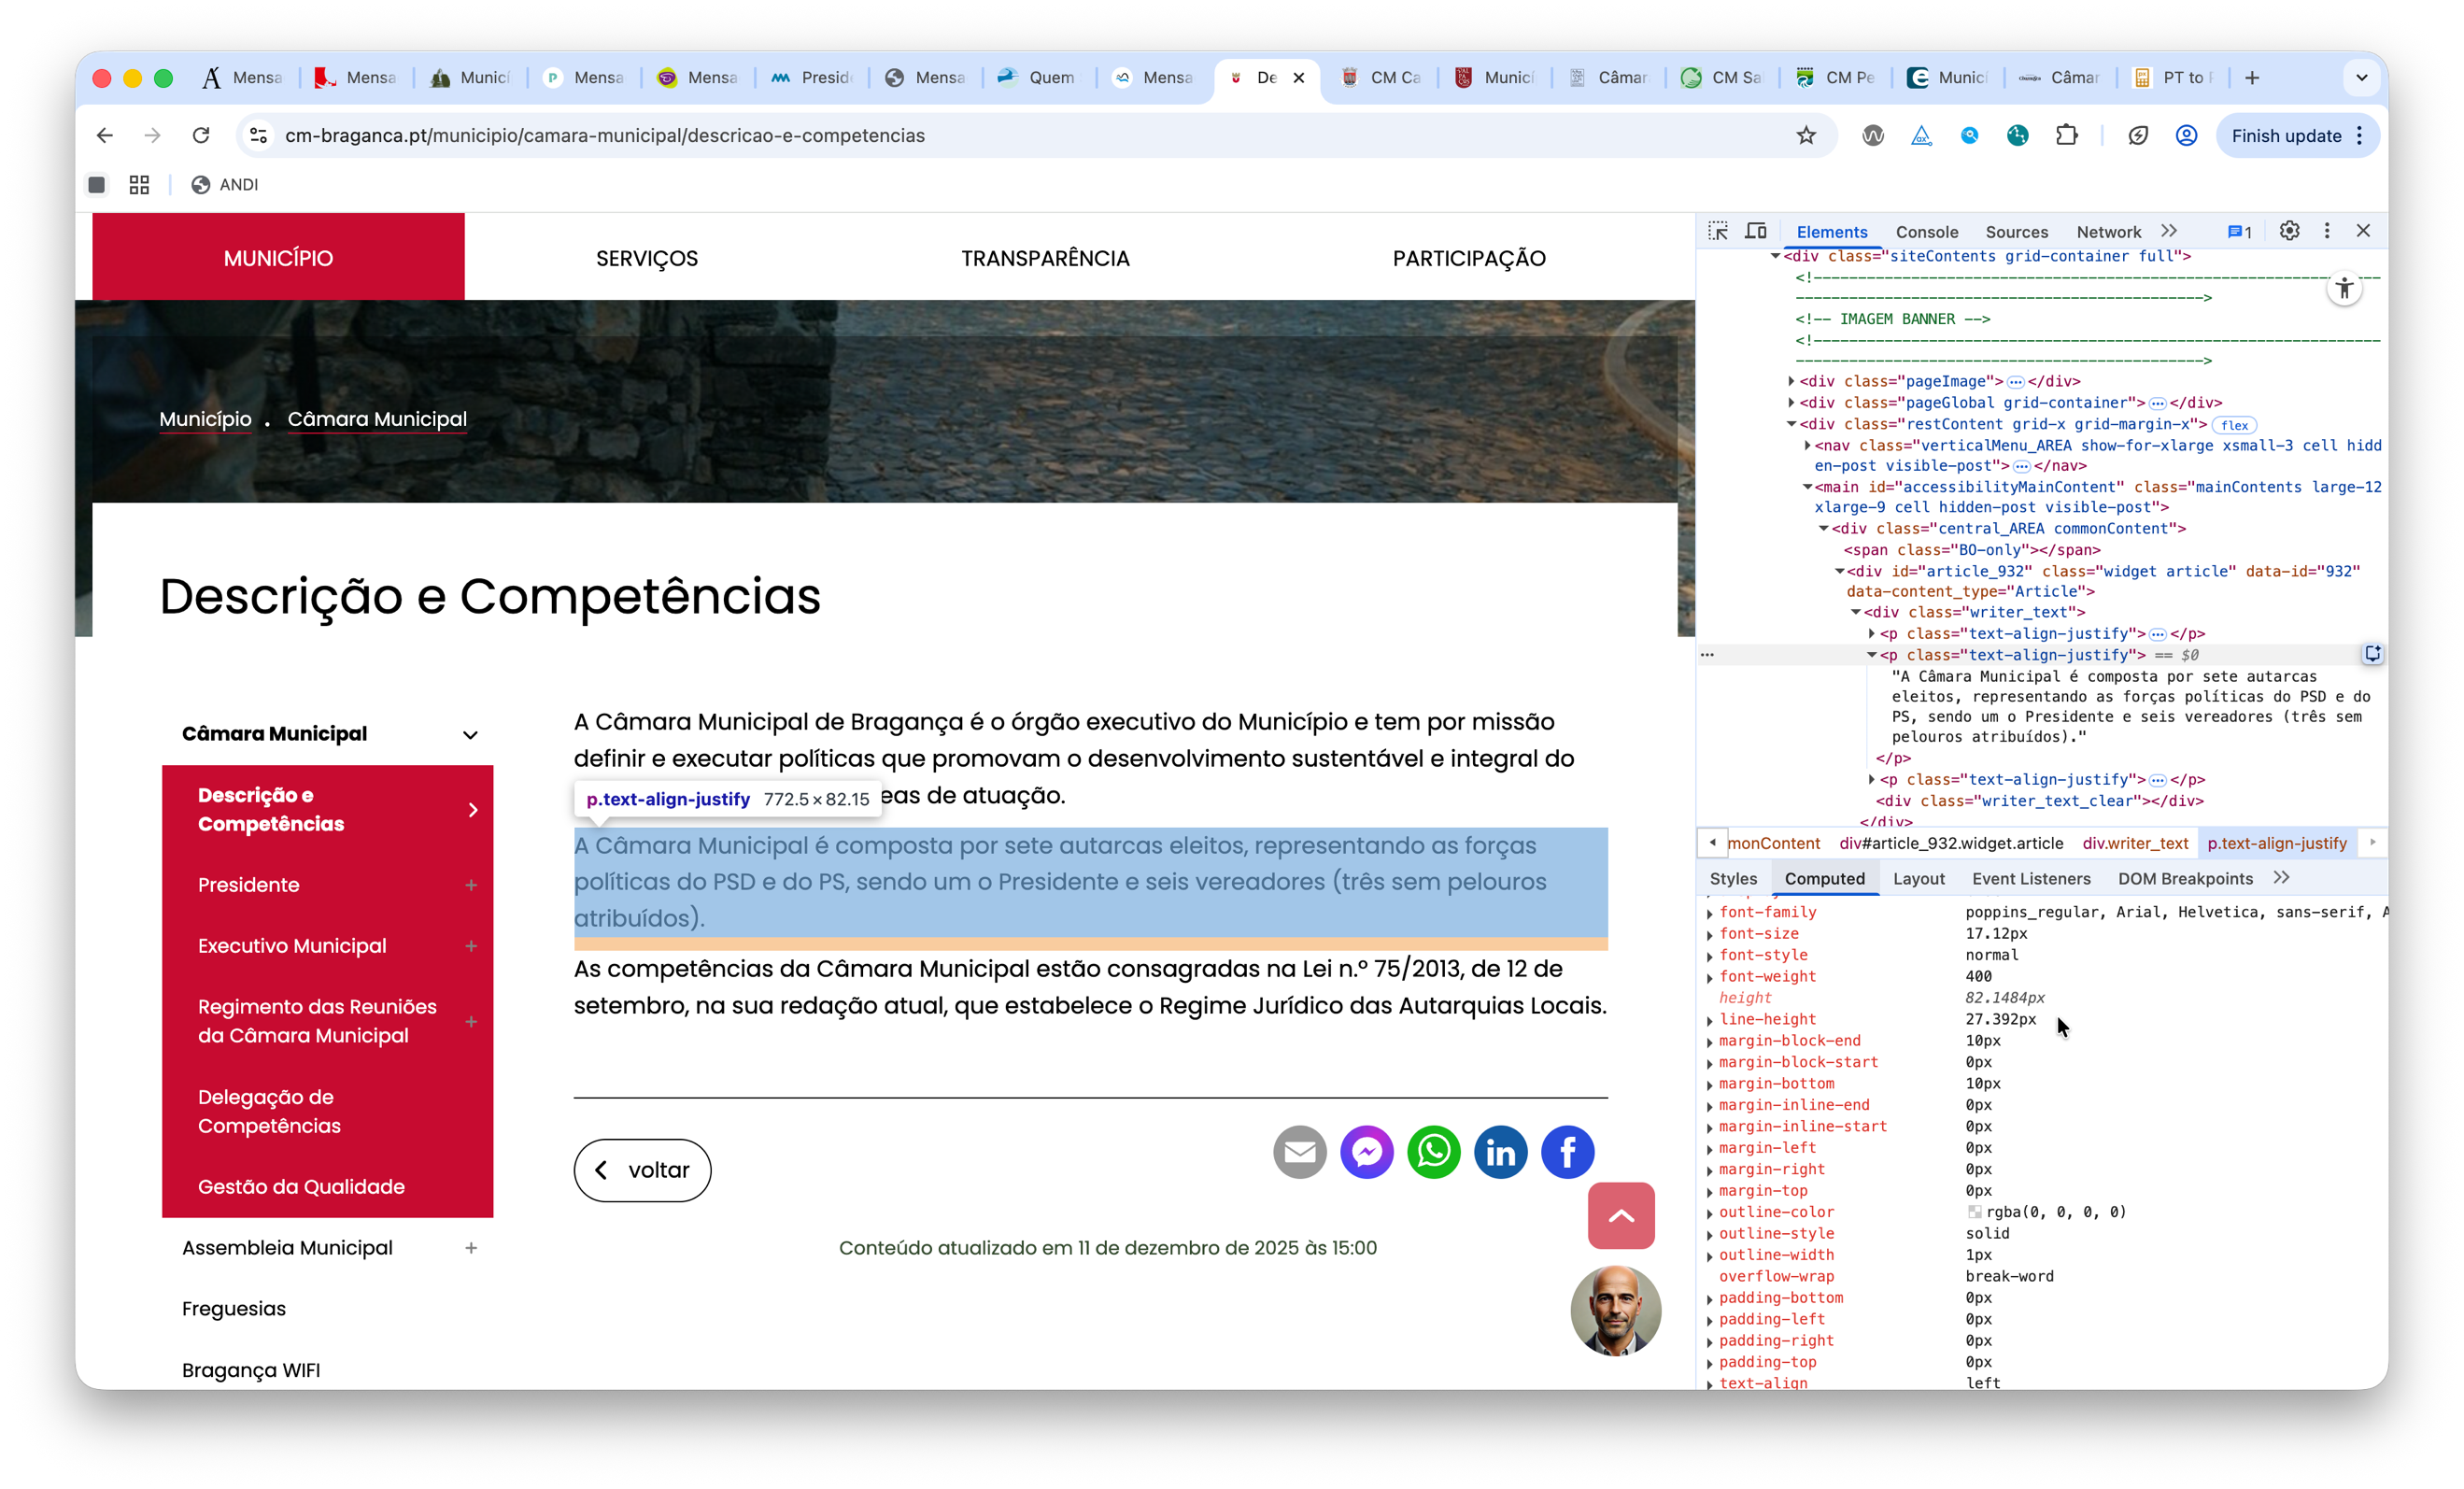 Mensa
Mensa
Municí
Mensa
Mensa
Presid
Mensa
Quem
Mensa
De
CM Ca
Municí
Câmar
CM Sa
CM Pe
Municí
Câmar
PT to
cm-braganca.pt/municipio/camara-municipal/descricao-e-competencias
Finish update
ANDI
MUNICÍPIO
SERVIÇOS
TRANSPARÊNCIA
PARTICIPAÇÃO
Município . Câmara Municipal
Descrição e Competências
Câmara Municipal
Descrição e
Competências
Presidente +
Executivo Municipal +
Regimento das Reuniões
da Câmara Municipal +
Delegação de
Competências
Gestão da Qualidade
Assembleia Municipal +
Freguesias
Bragança WIFI
A Câmara Municipal de Bragança é o órgão executivo do Município e tem por missão
definir e executar políticas que promovam o desenvolvimento sustentável e integral do
eas de atuação.
p.text-align-justify 772.5×82.15
A Câmara Municipal é composta por sete autarcas eleitos, representando as forças
políticas do PSD e do PS, sendo um o Presidente e seis vereadores (três sem pelouros
atribuídos).
As competências da Câmara Municipal estão consagradas na Lei n.º 75/2013, de 12 de
setembro, na sua redação atual, que estabelece o Regime Jurídico das Autarquias Locais.
voltar
Conteúdo atualizado em 11 de dezembro de 2025 às 15:00
Elements Console Sources Network 1
<div class="siteContents grid-container full">
<!-- IMAGEM BANNER -->
<div class="pageImage">…</div>
<div class="pageGlobal grid-container">…</div>
<div class="restContent grid-x grid-margin-x"> flex
<nav class="verticalMenu_AREA show-for-xlarge xsmall-3 cell hidd
en-post visible-post">…</nav>
<main id="accessibilityMainContent" class="mainContents large-12
xlarge-9 cell hidden-post visible-post">
<div class="central_AREA commonContent">
<span class="BO-only"></span>
<div id="article_932" class="widget article" data-id="932"
data-content_type="Article">
<div class="writer_text">
<p class="text-align-justify">…</p>
<p class="text-align-justify"> == $0
"A Câmara Municipal é composta por sete autarcas
eleitos, representando as forças políticas do PSD e do
PS, sendo um o Presidente e seis vereadores (três sem
pelouros atribuídos)."
</p>
<p class="text-align-justify">…</p>
<div class="writer_text_clear"></div>
</div>
monContent div#article_932.widget.article div.writer_text p.text-align-justify
Styles Computed Layout Event Listeners DOM Breakpoints
font-family poppins_regular, Arial, Helvetica, sans-serif, A
font-size 17.12px
font-style normal
font-weight 400
height 82.1484px
line-height 27.392px
margin-block-end 10px
margin-block-start 0px
margin-bottom 10px
margin-inline-end 0px
margin-inline-start 0px
margin-left 0px
margin-right 0px
margin-top 0px
outline-color rgba(0, 0, 0, 0)
outline-style solid
outline-width 1px
overflow-wrap break-word
padding-bottom 0px
padding-left 0px
padding-right 0px
padding-top 0px
text-align left